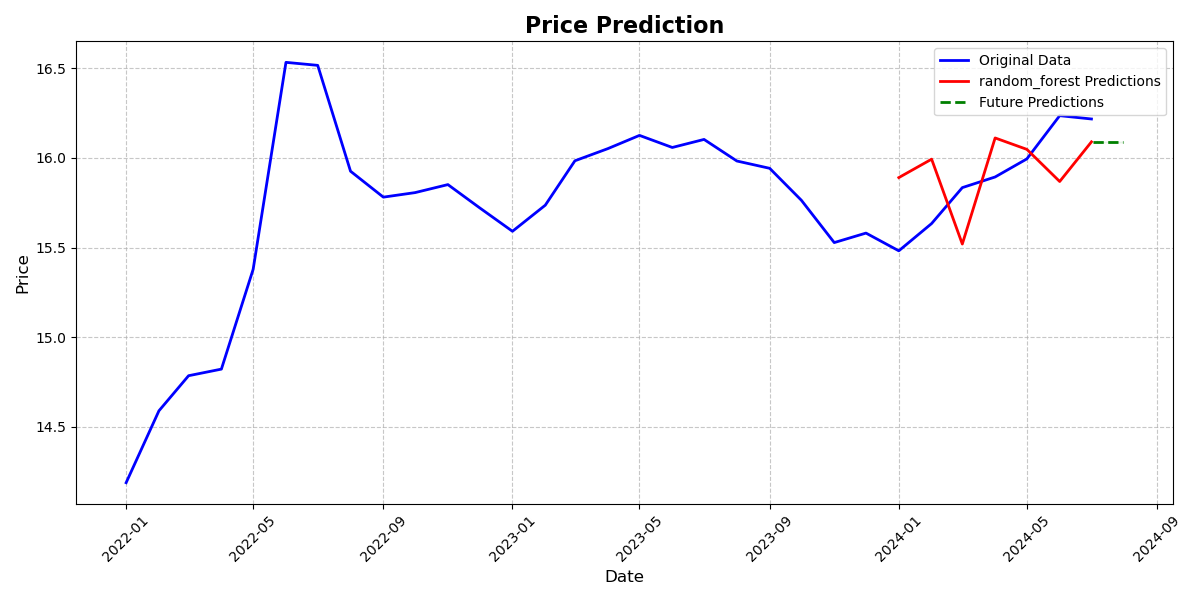 Price Prediction
Original Data
random_forest Predictions
Future Predictions
Price
16.5
16.0
15.5
15.0
14.5
2022-01
2022-05
2022-09
2023-01
2023-05
2023-09
2024-01
2024-05
2024-09
Date